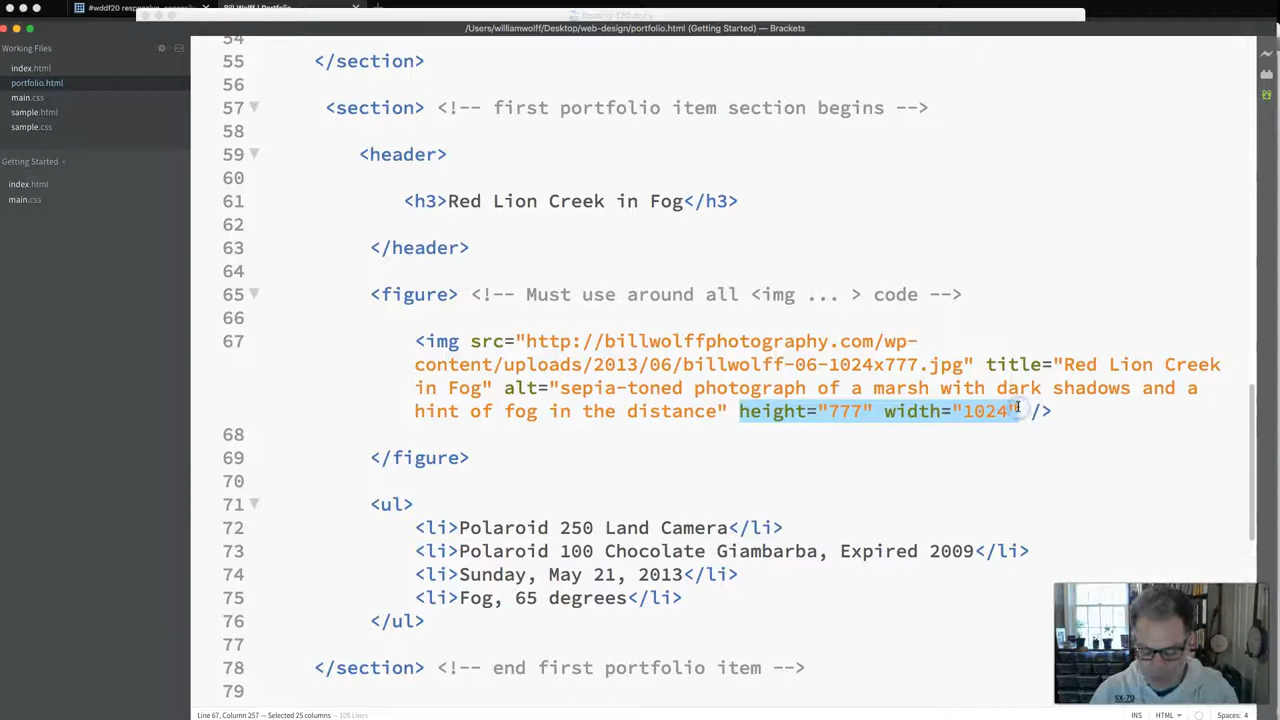 Bill Wolff | Portfolio
/Users/williamwolff/Desktop/web-design/portfolio.html (Getting Started) — Brackets
Working Files
index.html
portfolio.html
main.css
sample.html
sample.css
Getting Started
index.html
main.css
54
55 </section>
56
57 <section> <!-- first portfolio item section begins -->
58
59 <header>
60
61 <h3>Red Lion Creek in Fog</h3>
62
63 </header>
64
65 <figure> <!-- Must use around all <img ... > code -->
66
67 <img src="http://billwolffphotography.com/wp-
content/uploads/2013/06/billwolff-06-1024x777.jpg" title="Red Lion Creek
in Fog" alt="sepia-toned photograph of a marsh with dark shadows and a
hint of fog in the distance" height="777" width="1024" />
68
69 </figure>
70
71 <ul>
72 <li>Polaroid 250 Land Camera</li>
73 <li>Polaroid 100 Chocolate Giambarba, Expired 2009</li>
74 <li>Sunday, May 21, 2013</li>
75 <li>Fog, 65 degrees</li>
76 </ul>
77
78 </section> <!-- end first portfolio item -->
79
SX-70
Line 67, Column 257 — Selected 25 columns — 105 Lines
INS HTML Spaces: 4